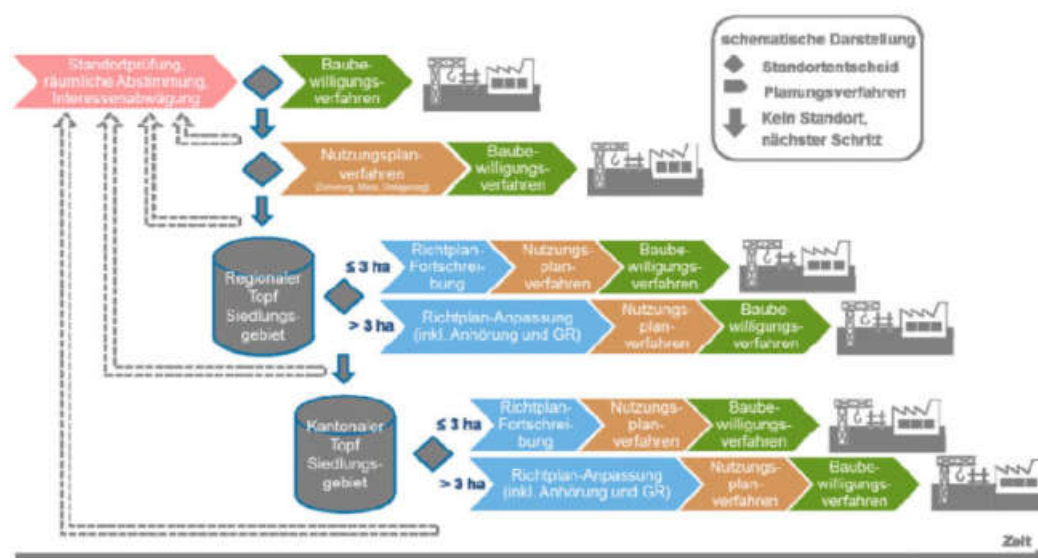 Standortprüfung,
räumliche Abstimmung,
Interessenabwägung
Baube-
willigungs-
verfahren
schematische Darstellung
Standortentscheid
Planungsverfahren
Kein Standort,
nächster Schritt
Nutzungsplan-
verfahren
Baube-
willigungs-
verfahren
Regionaler
Topf
Siedlungs-
gebiet
≤ 3 ha
Richtplan-
Fortschrei-
bung
Nutzungs-
plan-
verfahren
Baube-
willigungs-
verfahren
> 3 ha
Richtplan-Anpassung
(inkl. Anhörung und GR)
Nutzungs-
plan-
verfahren
Baube-
willigungs-
verfahren
Kantonaler
Topf
Siedlungs-
gebiet
≤ 3 ha
Richtplan-
Fortschrei-
bung
Nutzungs-
plan-
verfahren
Baube-
willigungs-
verfahren
> 3 ha
Richtplan-Anpassung
(inkl. Anhörung und GR)
Nutzungs-
plan-
verfahren
Baube-
willigungs-
verfahren
Zeit